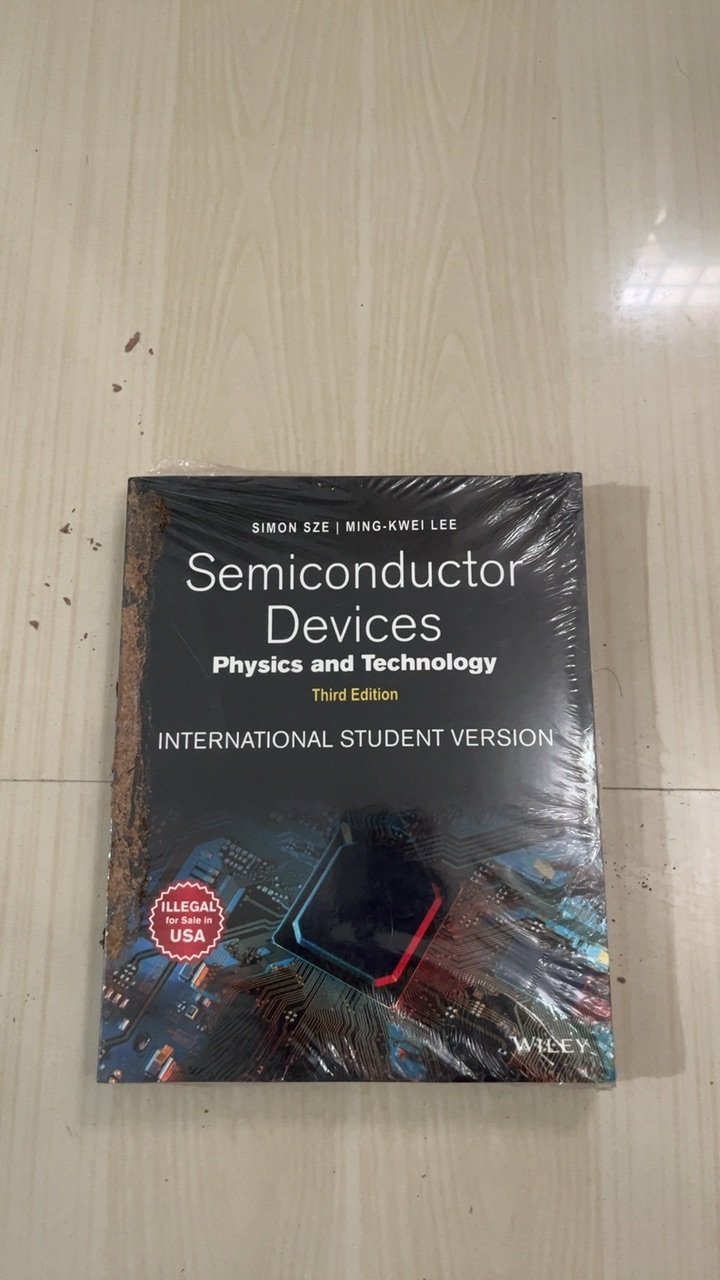 SIMON SZE | MING-KWEI LEE
Semiconductor
Devices
Physics and Technology
Third Edition
INTERNATIONAL STUDENT VERSION
ILLEGAL
for Sale in
USA
WILEY